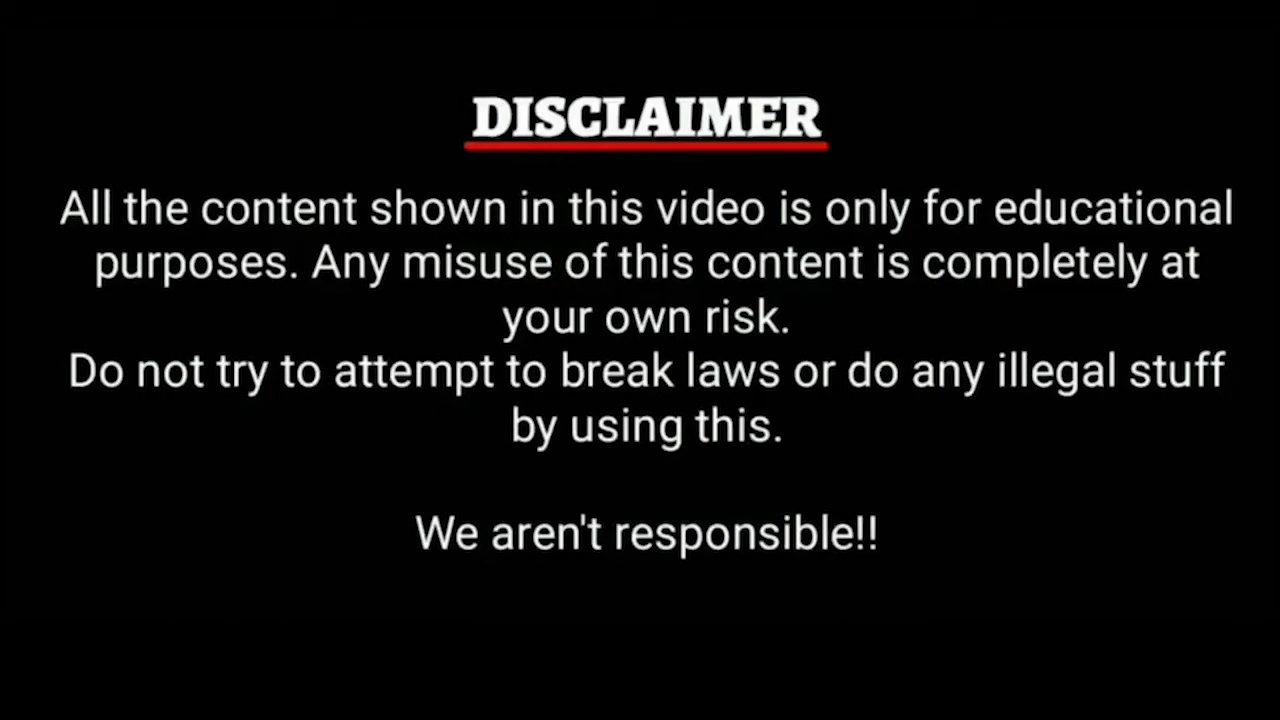 DISCLAIMER
All the content shown in this video is only for educational
purposes. Any misuse of this content is completely at
your own risk.
Do not try to attempt to break laws or do any illegal stuff
by using this.
We aren't responsible!!